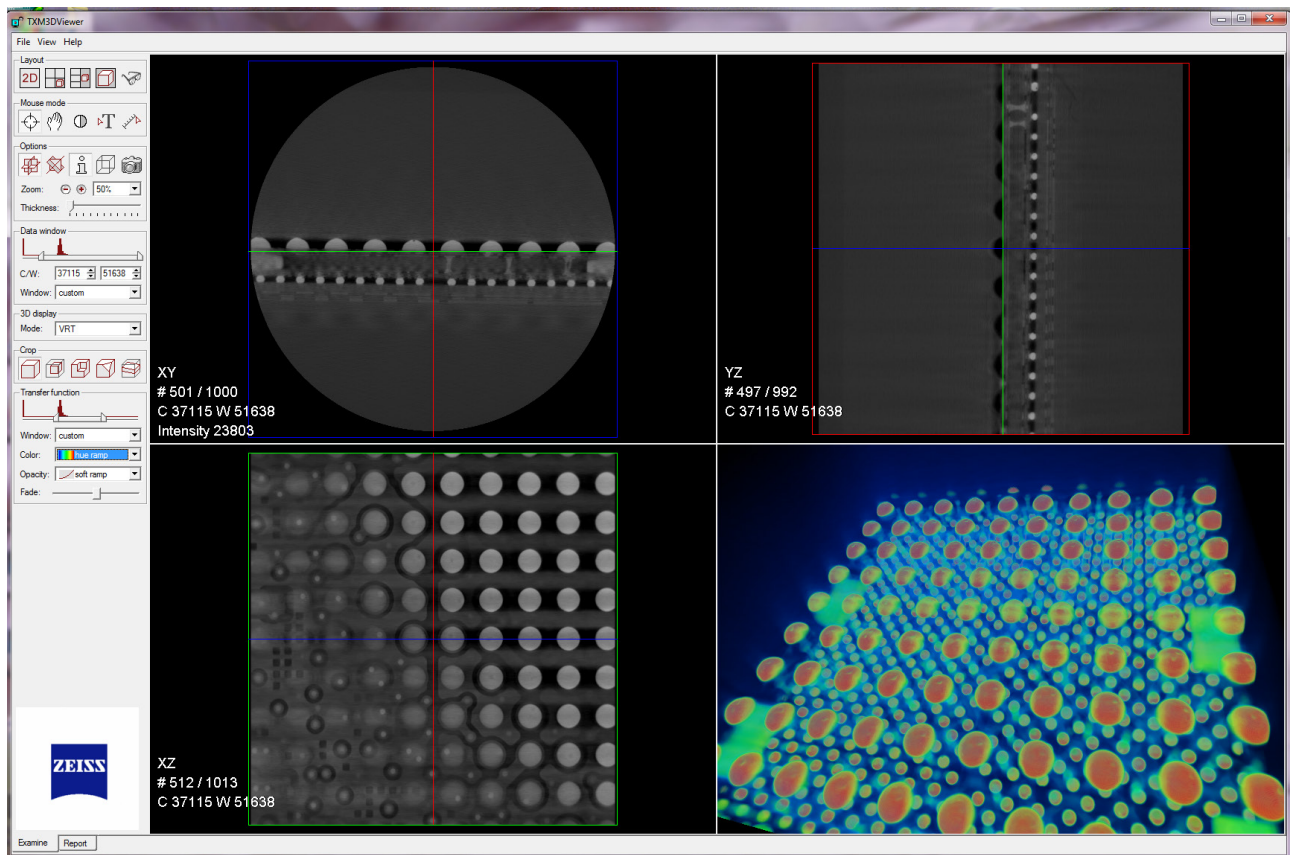 TXM3DViewer
File View Help
Layout
2D
Mouse mode
T
Options
i
Zoom: 50%
Thickness:
Data window
C/W: 37115 51638
Window: custom
3D display
Mode: VRT
Crop
Transfer function
Window: custom
Color: hue ramp
Opacity: soft ramp
Fade:
ZEISS
Examine Report
XY
# 501 / 1000
C 37115 W 51638
Intensity 23803
YZ
# 497 / 992
C 37115 W 51638
XZ
# 512 / 1013
C 37115 W 51638